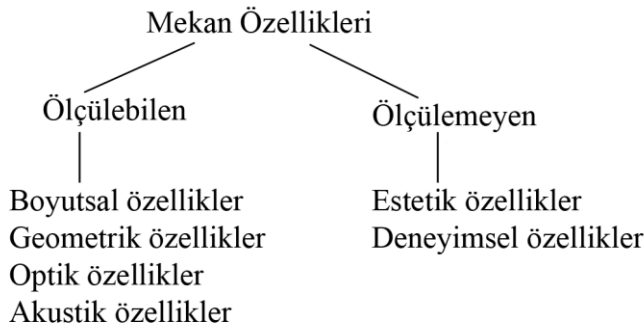 Mekan Özellikleri
Ölçülebilen
Ölçülemeyen
Boyutsal özellikler
Geometrik özellikler
Optik özellikler
Akustik özellikler
Estetik özellikler
Deneyimsel özellikler